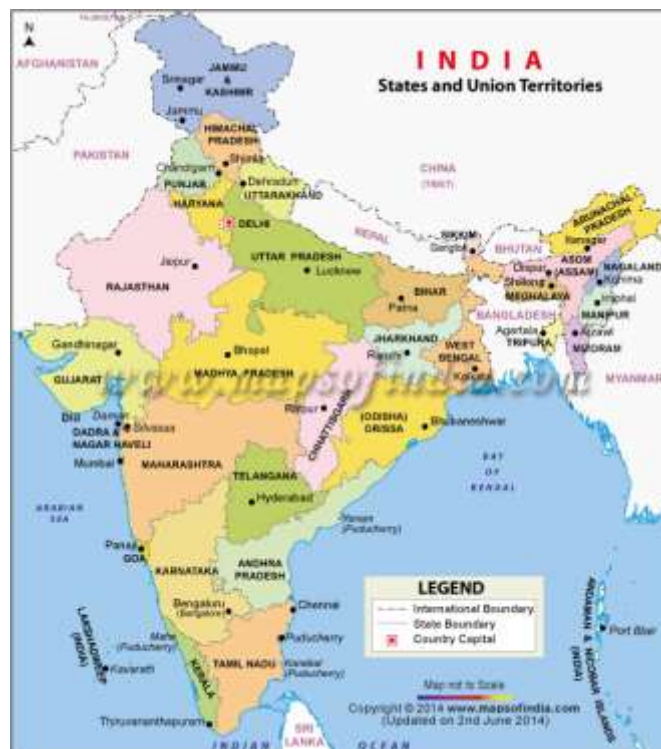 N
INDIA
States and Union Territories
AFGHANISTAN
JAMMU
&
KASHMIR
Srinagar
Jammu
HIMACHAL
PRADESH
Shimla
PAKISTAN
Chandigarh
PUNJAB
Dehradun
UTTARAKHAND
HARYANA
DELHI
CHINA
(TIBET)
NEPAL
SIKKIM
Gangtok
BHUTAN
ARUNACHAL
PRADESH
Itanagar
ASOM
(ASSAM)
Dispur
NAGALAND
Kohima
Shillong
MEGHALAYA
Imphal
MANIPUR
BANGLADESH
Agartala
TRIPURA
Aizawl
MIZORAM
MYANMAR
Jaipur
RAJASTHAN
UTTAR PRADESH
Lucknow
BIHAR
Patna
JHARKHAND
Ranchi
WEST
BENGAL
Kolkata
Gandhinagar
GUJARAT
Bhopal
MADHYA PRADESH
www.mapsofindia.com
Raipur
CHHATTISGARH
(ODISHA)
ORISSA
Bhubaneshwar
DIU
Daman
Silvassa
DADRA &
NAGAR HAVELI
Mumbai
MAHARASHTRA
TELANGANA
Hyderabad
ARABIAN
SEA
BAY
OF
BENGAL
Yanam
(Puducherry)
Panaji
GOA
KARNATAKA
ANDHRA
PRADESH
Bengaluru
(Bangalore)
Chennai
Mahe
(Puducherry)
Puducherry
Karaikal
(Puducherry)
LAKSHADWEEP
(INDIA)
Kavaratti
KERALA
TAMIL NADU
Thiruvananthapuram
SRI
LANKA
INDIAN OCEAN
ANDAMAN & NICOBAR ISLANDS
(INDIA)
Port Blair
LEGEND
International Boundary
State Boundary
Country Capital
Map not to Scale
Copyright © 2014 www.mapsofindia.com
(Updated on 2nd June 2014)